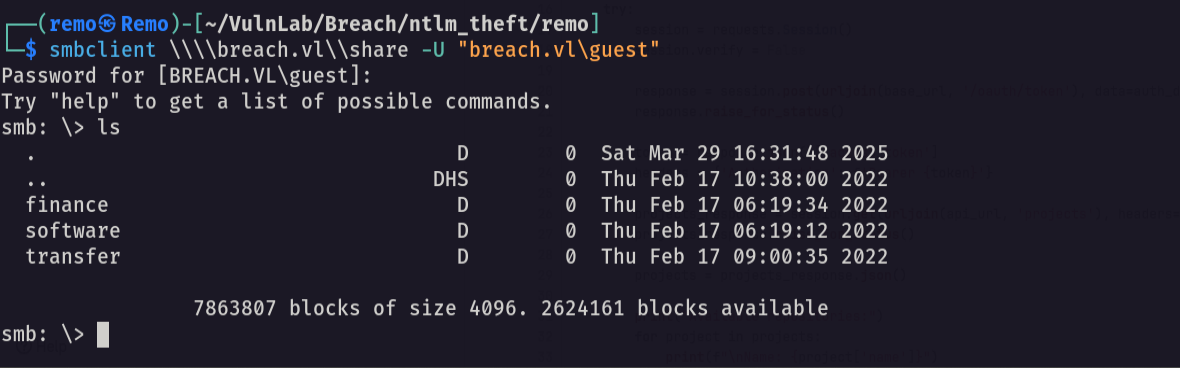 ┌──(remo㉿Remo)-[~/VulnLab/Breach/ntlm_theft/remo]
└─$ smbclient \\\\breach.vl\\share -U "breach.vl\guest"
Password for [BREACH.VL\guest]:
Try "help" to get a list of possible commands.
smb: \> ls
  .                                   D        0  Sat Mar 29 16:31:48 2025
  ..                                DHS        0  Thu Feb 17 10:38:00 2022
  finance                             D        0  Thu Feb 17 06:19:34 2022
  software                            D        0  Thu Feb 17 06:19:12 2022
  transfer                            D        0  Thu Feb 17 09:00:35 2022
                7863807 blocks of size 4096. 2624161 blocks available
smb: \>